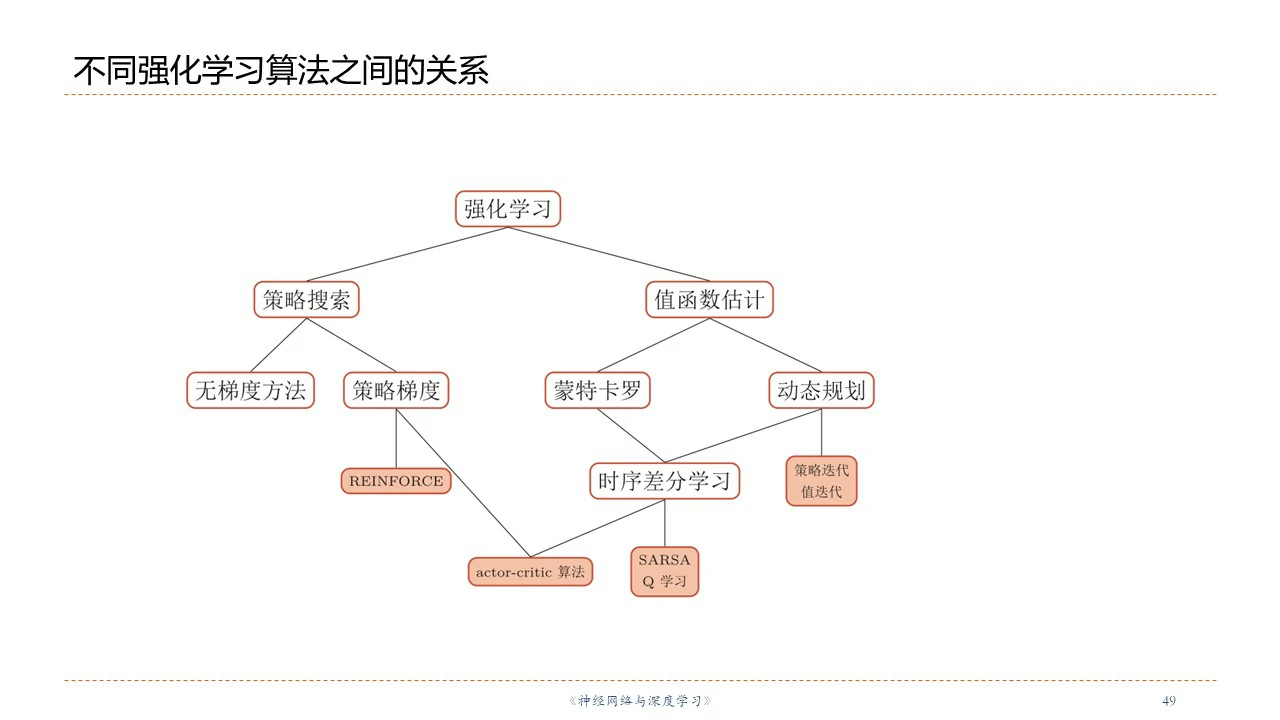 不同强化学习算法之间的关系
强化学习
策略搜索
值函数估计
无梯度方法
策略梯度
蒙特卡罗
动态规划
REINFORCE
时序差分学习
策略迭代
值迭代
actor-critic 算法
SARSA
Q 学习
《神经网络与深度学习》
49